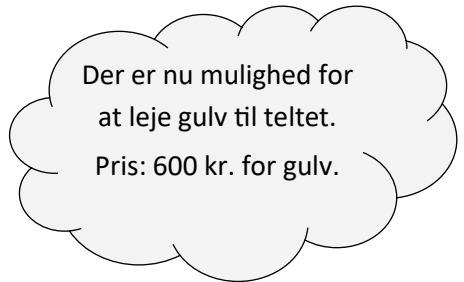 Der er nu mulighed for
at leje gulv til teltet.
Pris: 600 kr. for gulv.